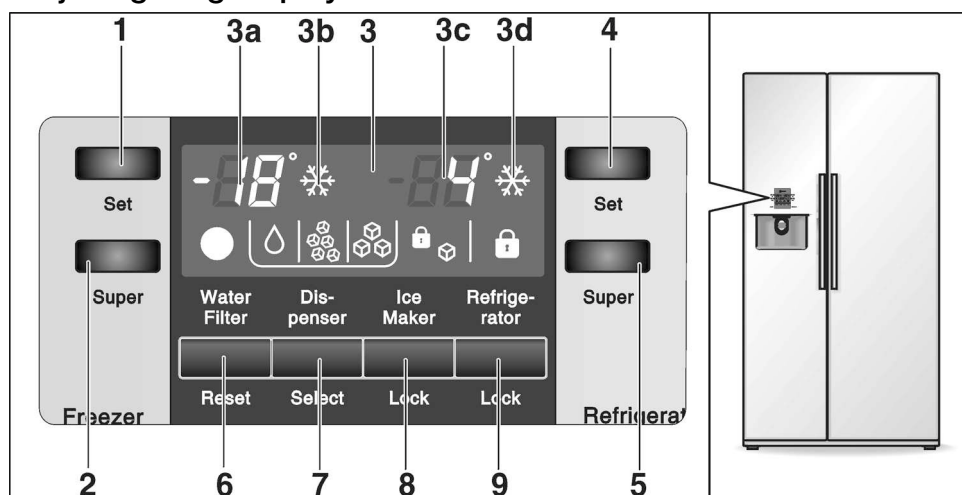 1 3a 3b 3 3c 3d 4
-18° 4°
Set Set
Super Super
Water Filter
Dis-penser
Ice Maker
Refrige-rator
Reset Select Lock Lock
Freezer Refrigerat
2 6 7 8 9 5